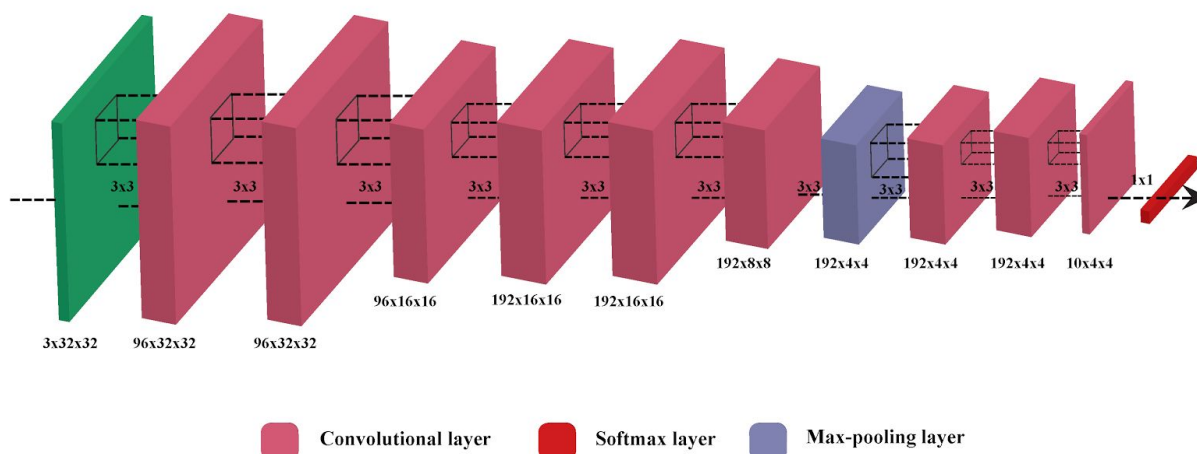 3x3 3x3 3x3 3x3 3x3 3x3 3x3 3x3 3x3 3x3 1x1
192x8x8 192x4x4 192x4x4 192x4x4 10x4x4
96x16x16 192x16x16 192x16x16
3x32x32 96x32x32 96x32x32
Convolutional layer Softmax layer Max-pooling layer